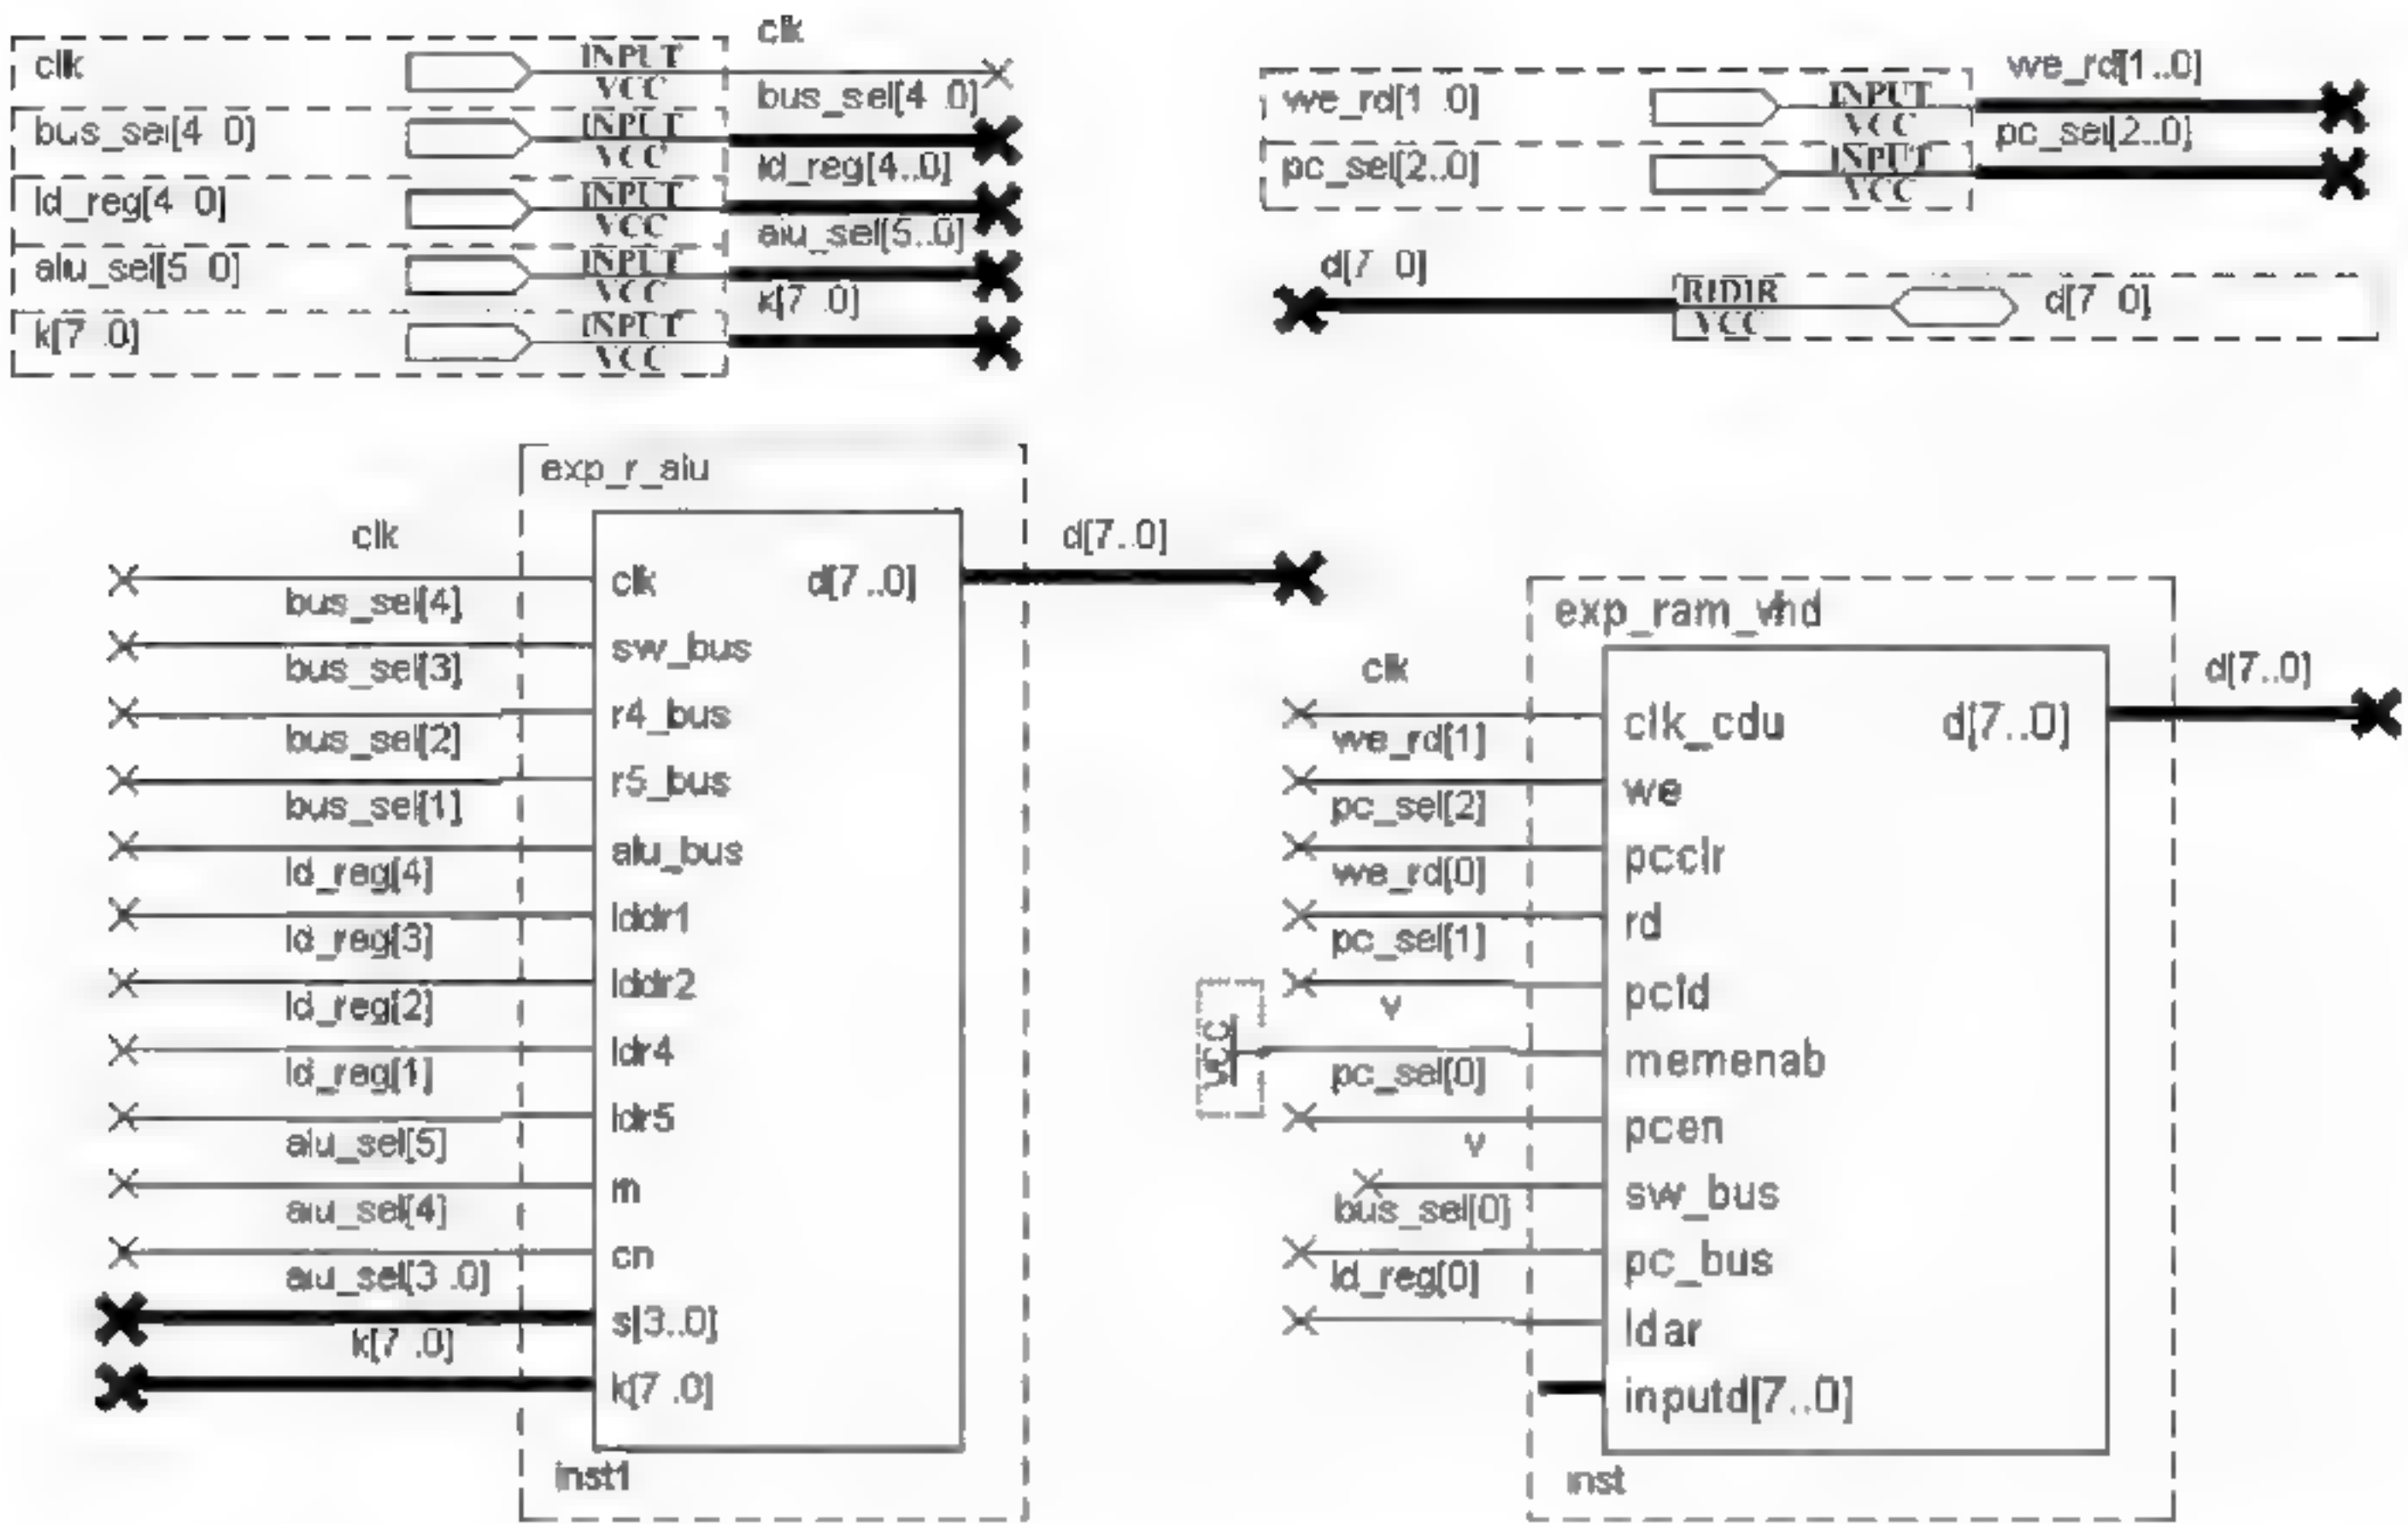 clk
clk INPUT VCC
bus_sel[4 0]
bus_sel[4 0] INPUT VCC
ld_reg[4..0]
ld_reg[4 0] INPUT VCC
alu_sel[5..0]
alu_sel[5 0] INPUT VCC
k[7 0]
k[7 0] INPUT VCC
we_rd[1..0]
we_rd[1 0] INPUT VCC
pc_sel[2..0]
pc_sel[2..0] INPUT VCC
d[7 0] BIDIR VCC d[7 0]
exp_r_alu
clk
clk d[7..0] d[7..0]
bus_sel[4]
sw_bus
bus_sel[3]
r4_bus
bus_sel[2]
r5_bus
bus_sel[1]
alu_bus
ld_reg[4]
lddr1
ld_reg[3]
lddr2
ld_reg[2]
ldr4
ld_reg[1]
ldr5
alu_sel[5]
m
alu_sel[4]
cn
alu_sel[3 .0]
s[3..0]
k[7 .0]
k[7 .0]
inst1
exp_ram_vhd
clk
clk_cdu d[7..0] d[7..0]
we_rd[1]
we
pc_sel[2]
pcclr
we_rd[0]
rd
pc_sel[1]
pcld
v
VCC
memenab
pc_sel[0]
pcen
v
sw_bus
bus_sel[0]
pc_bus
ld_reg[0]
ldar
inputd[7..0]
inst